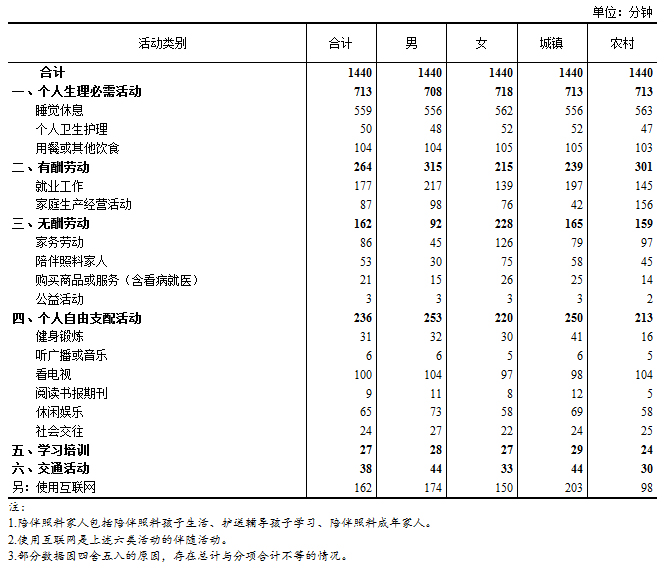 单位：分钟
活动类别 合计 男 女 城镇 农村
合计 1440 1440 1440 1440 1440
一、个人生理必需活动 713 708 718 713 713
睡觉休息 559 556 562 556 563
个人卫生护理 50 48 52 52 47
用餐或其他饮食 104 104 105 105 103
二、有酬劳动 264 315 215 239 301
就业工作 177 217 139 197 145
家庭生产经营活动 87 98 76 42 156
三、无酬劳动 162 92 228 165 159
家务劳动 86 45 126 79 97
陪伴照料家人 53 30 75 58 45
购买商品或服务（含看病就医） 21 15 26 25 14
公益活动 3 3 3 3 2
四、个人自由支配活动 236 253 220 250 213
健身锻炼 31 32 30 41 16
听广播或音乐 6 6 5 6 5
看电视 100 104 97 98 104
阅读书报期刊 9 11 8 12 5
休闲娱乐 65 73 58 69 58
社会交往 24 27 22 24 25
五、学习培训 27 28 27 29 24
六、交通活动 38 44 33 44 30
另：使用互联网 162 174 150 203 98
注：
1.陪伴照料家人包括陪伴照料孩子生活、护送辅导孩子学习、陪伴照料成年家人。
2.使用互联网是上述六类活动的伴随活动。
3.部分数据因四舍五入的原因，存在总计与分项合计不等的情况。